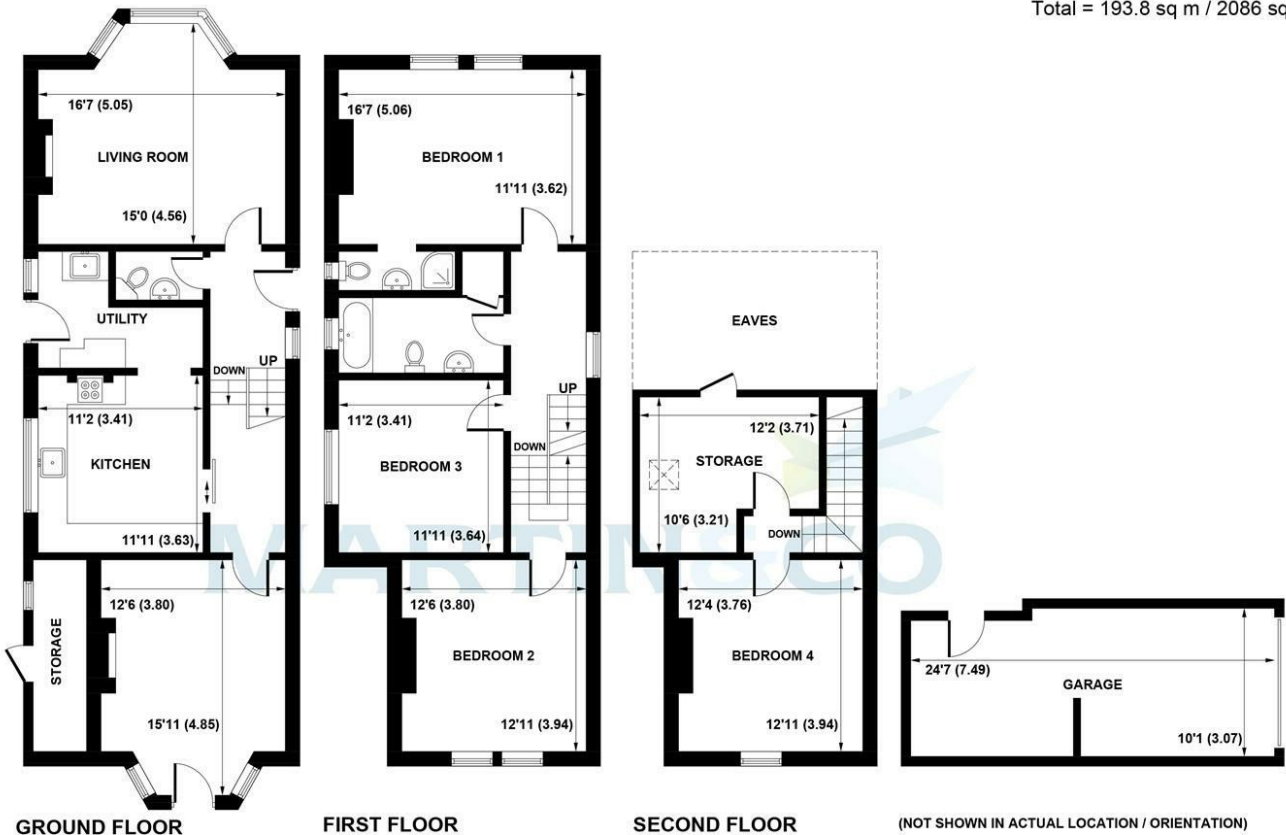 Total = 193.8 sq m / 2086 sq
16'7 (5.05)
LIVING ROOM
15'0 (4.56)
UTILITY
DOWN
UP
11'2 (3.41)
KITCHEN
11'11 (3.63)
STORAGE
12'6 (3.80)
15'11 (4.85)
GROUND FLOOR
16'7 (5.06)
BEDROOM 1
11'11 (3.62)
UP
DOWN
11'2 (3.41)
BEDROOM 3
11'11 (3.64)
12'6 (3.80)
BEDROOM 2
12'11 (3.94)
FIRST FLOOR
EAVES
12'2 (3.71)
STORAGE
10'6 (3.21)
DOWN
12'4 (3.76)
BEDROOM 4
12'11 (3.94)
SECOND FLOOR
24'7 (7.49)
GARAGE
10'1 (3.07)
(NOT SHOWN IN ACTUAL LOCATION / ORIENTATION)
MARTIN&CO